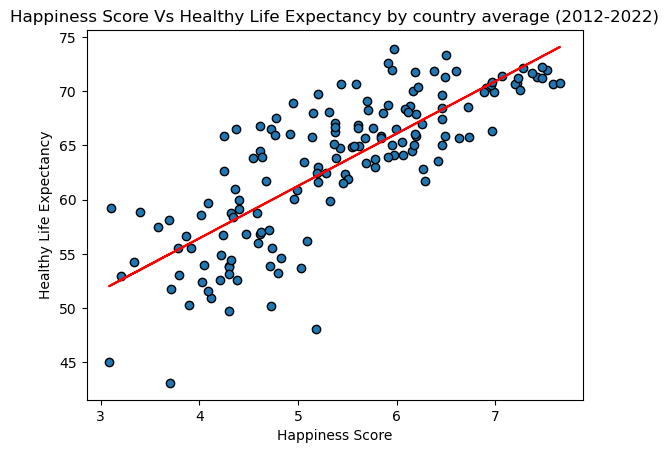 Happiness Score Vs Healthy Life Expectancy by country average (2012-2022)
75
70
65
60
55
50
45
Healthy Life Expectancy
3 4 5 6 7
Happiness Score